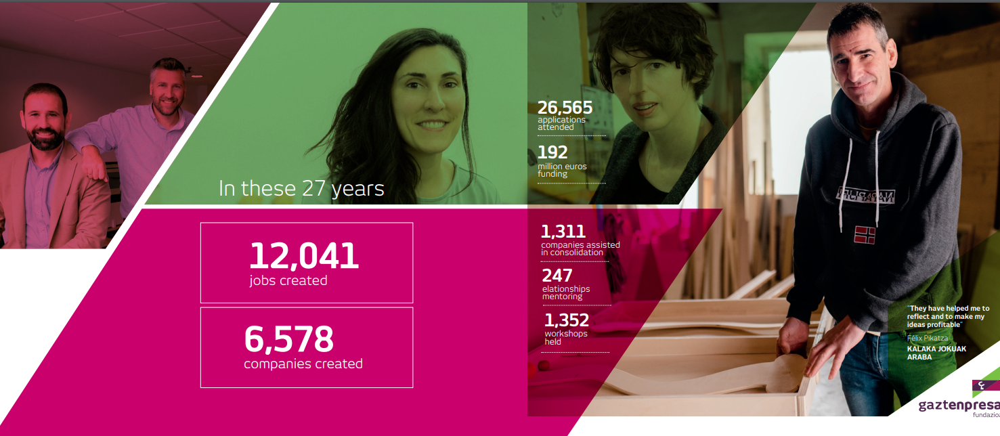 In these 27 years
12,041
jobs created
6,578
companies created
26,565
applications
attended
192
million euros
funding
1,311
companies assisted
in consolidation
247
elationships
mentoring
1,352
workshops
held
"They have helped me to
reflect and to make my
ideas profitable"
Félix Pikatza
KALAKA JOKUAK
ARABA
gaztenpresa
fundazioa